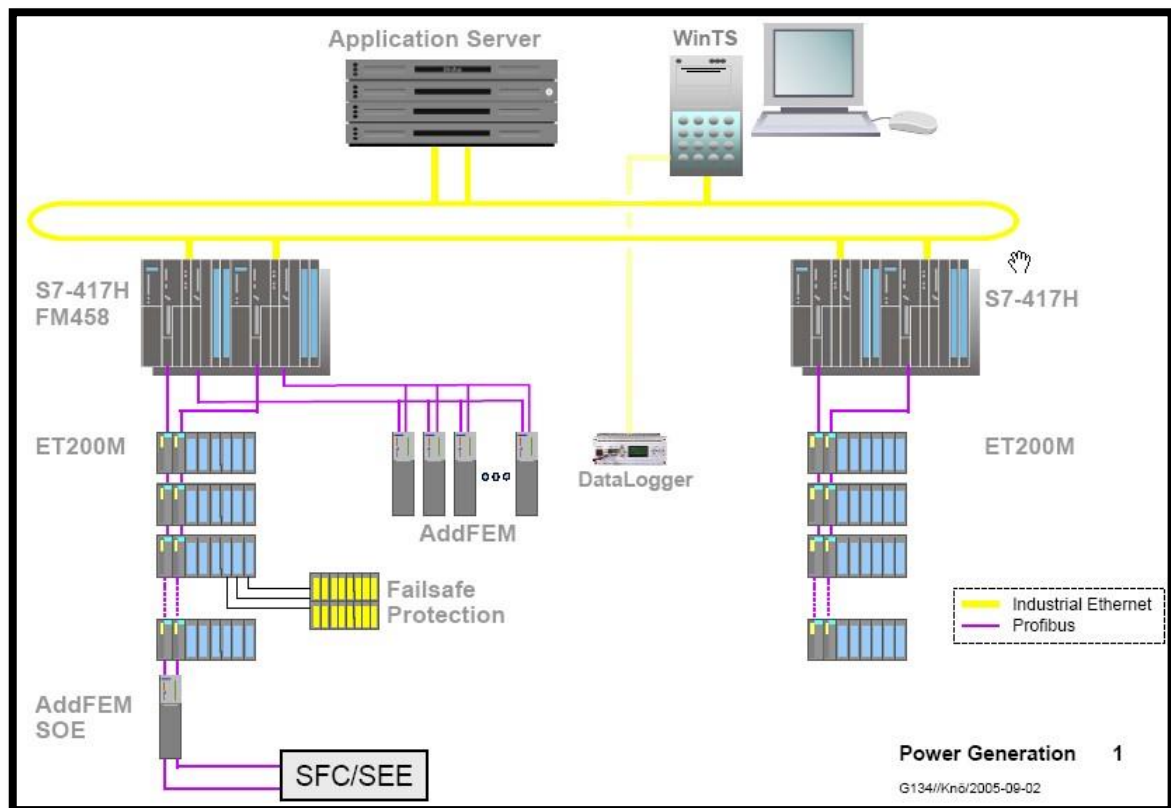 Application Server
WinTS
S7-417H
FM458
S7-417H
ET200M
ET200M
DataLogger
AddFEM
Failsafe
Protection
Industrial Ethernet
Profibus
AddFEM
SOE
SFC/SEE
Power Generation 1
G134//Knö/2005-09-02